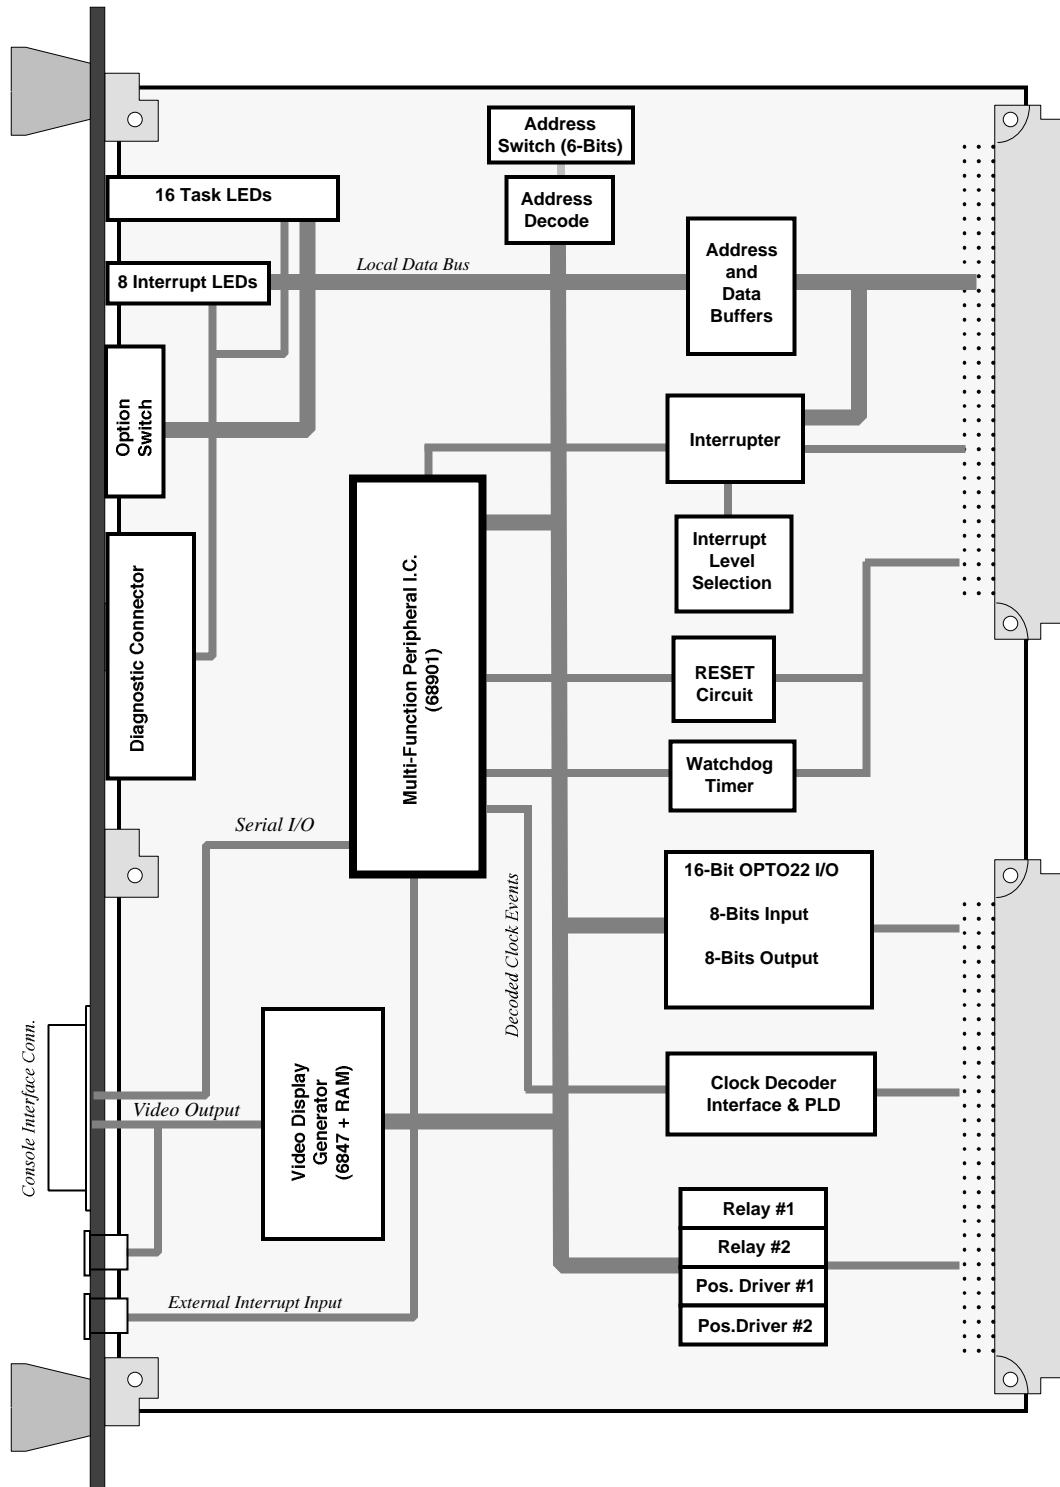 Address
Switch (6-Bits)
16 Task LEDs
Address
Decode
8 Interrupt LEDs
Local Data Bus
Address
and
Data
Buffers
Option
Switch
Interrupter
Interrupt
Level
Selection
Diagnostic Connector
Multi-Function Peripheral I.C.
(68901)
RESET
Circuit
Watchdog
Timer
Serial I/O
Decoded Clock Events
16-Bit OPTO22 I/O
8-Bits Input
8-Bits Output
Console Interface Conn.
Video Output
Video Display
Generator
(6847 + RAM)
Clock Decoder
Interface & PLD
Relay #1
Relay #2
Pos. Driver #1
Pos.Driver #2
External Interrupt Input